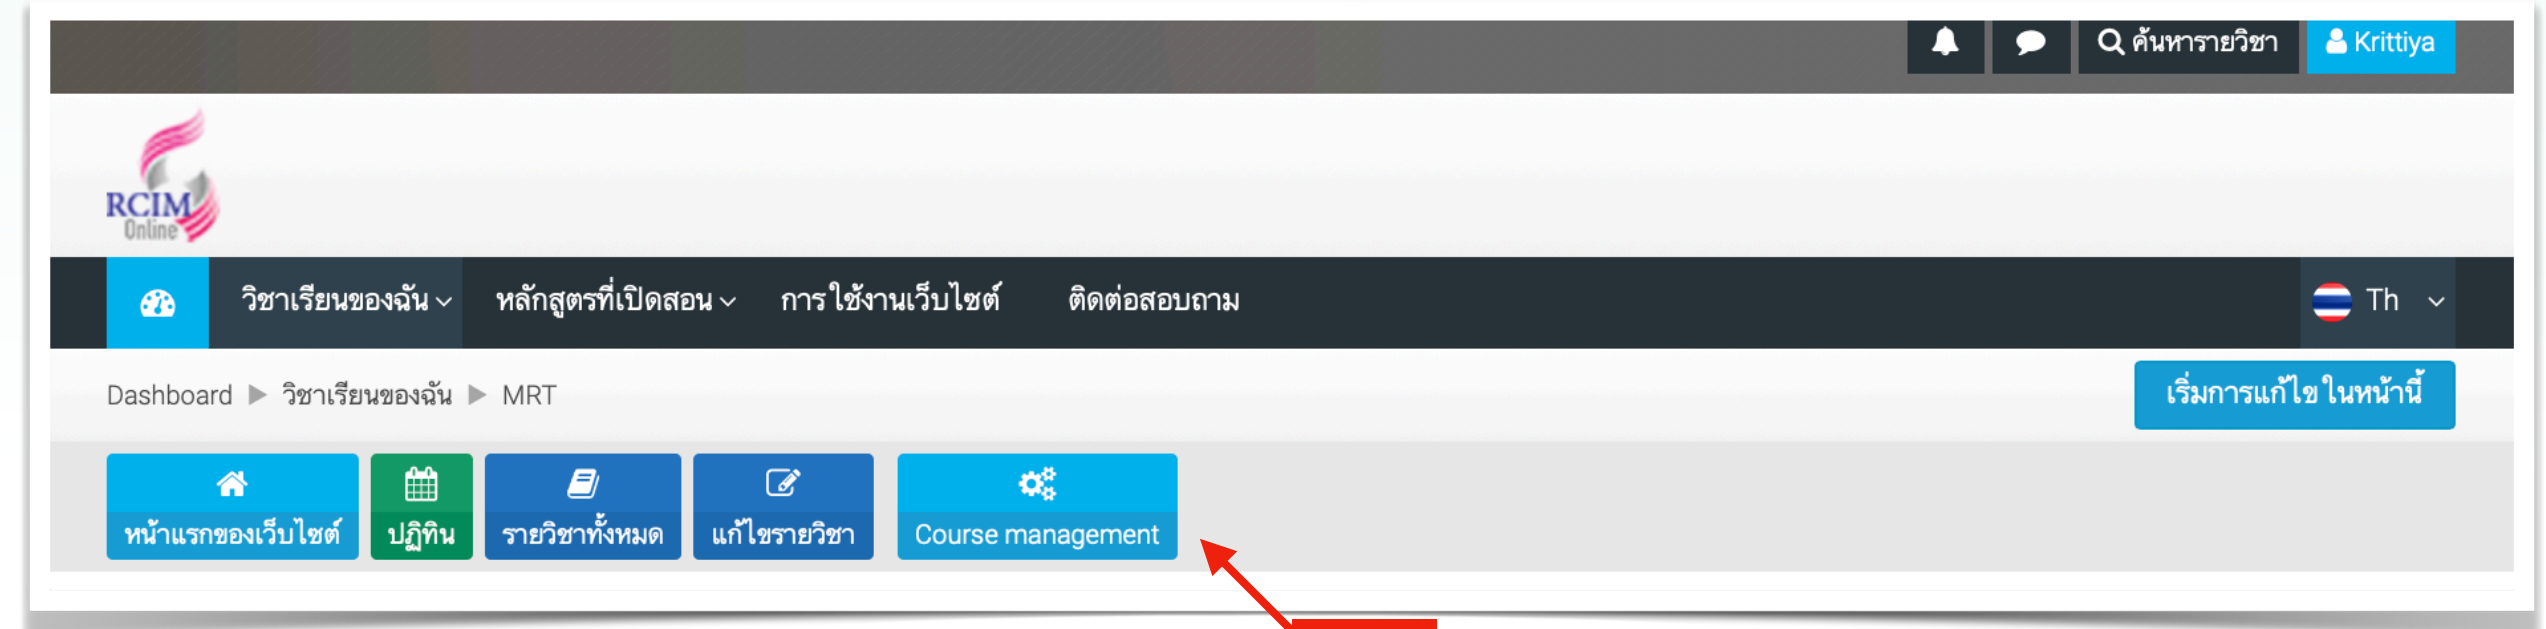 ค้นหารายวิชา Krittiya
RCIM
Online
วิชาเรียนของฉัน หลักสูตรที่เปิดสอน การใช้งานเว็บไซต์ ติดต่อสอบถาม Th
Dashboard ▶ วิชาเรียนของฉัน ▶ MRT เริ่มการแก้ไขในหน้านี้
หน้าแรกของเว็บไซต์ ปฏิทิน รายวิชาทั้งหมด แก้ไขรายวิชา Course management